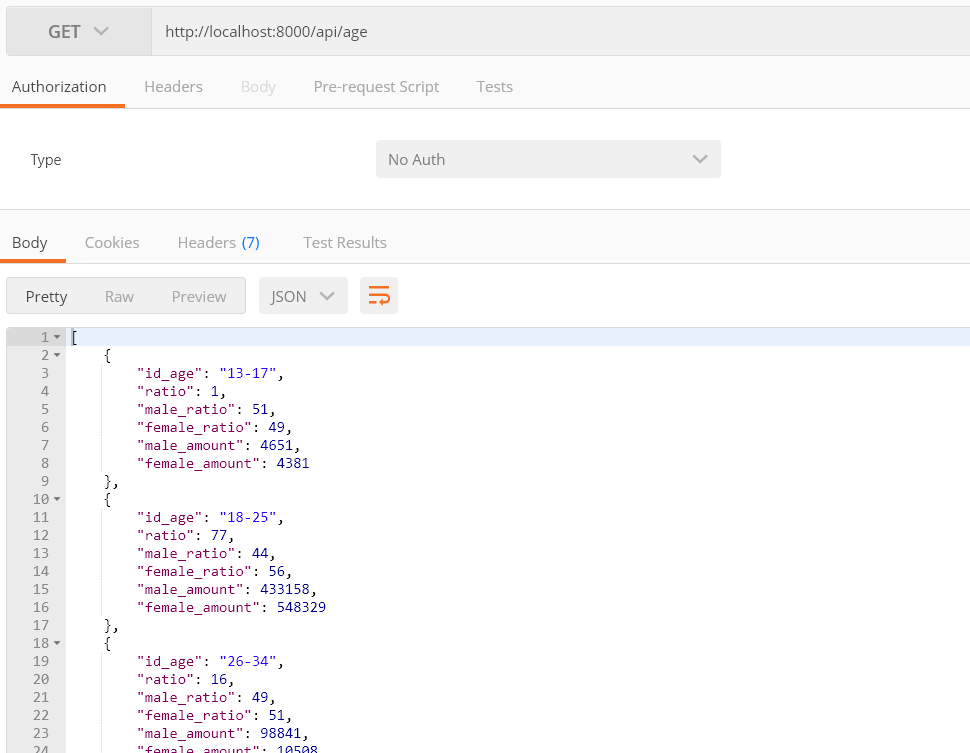 GET http://localhost:8000/api/age
Authorization Headers Body Pre-request Script Tests
Type No Auth
Body Cookies Headers (7) Test Results
Pretty Raw Preview JSON
1 [
2 {
3 "id_age": "13-17",
4 "ratio": 1,
5 "male_ratio": 51,
6 "female_ratio": 49,
7 "male_amount": 4651,
8 "female_amount": 4381
9 },
10 {
11 "id_age": "18-25",
12 "ratio": 77,
13 "male_ratio": 44,
14 "female_ratio": 56,
15 "male_amount": 433158,
16 "female_amount": 548329
17 },
18 {
19 "id_age": "26-34",
20 "ratio": 16,
21 "male_ratio": 49,
22 "female_ratio": 51,
23 "male_amount": 98841,
24 "female_amount": 10508